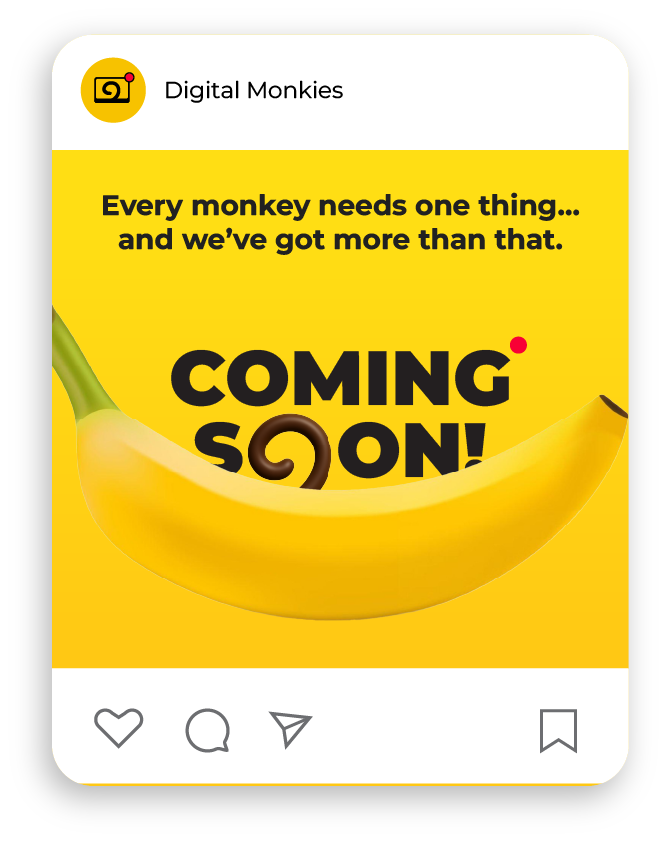 Digital Monkies
Every monkey needs one thing...
and we’ve got more than that.
COMING
SOON!